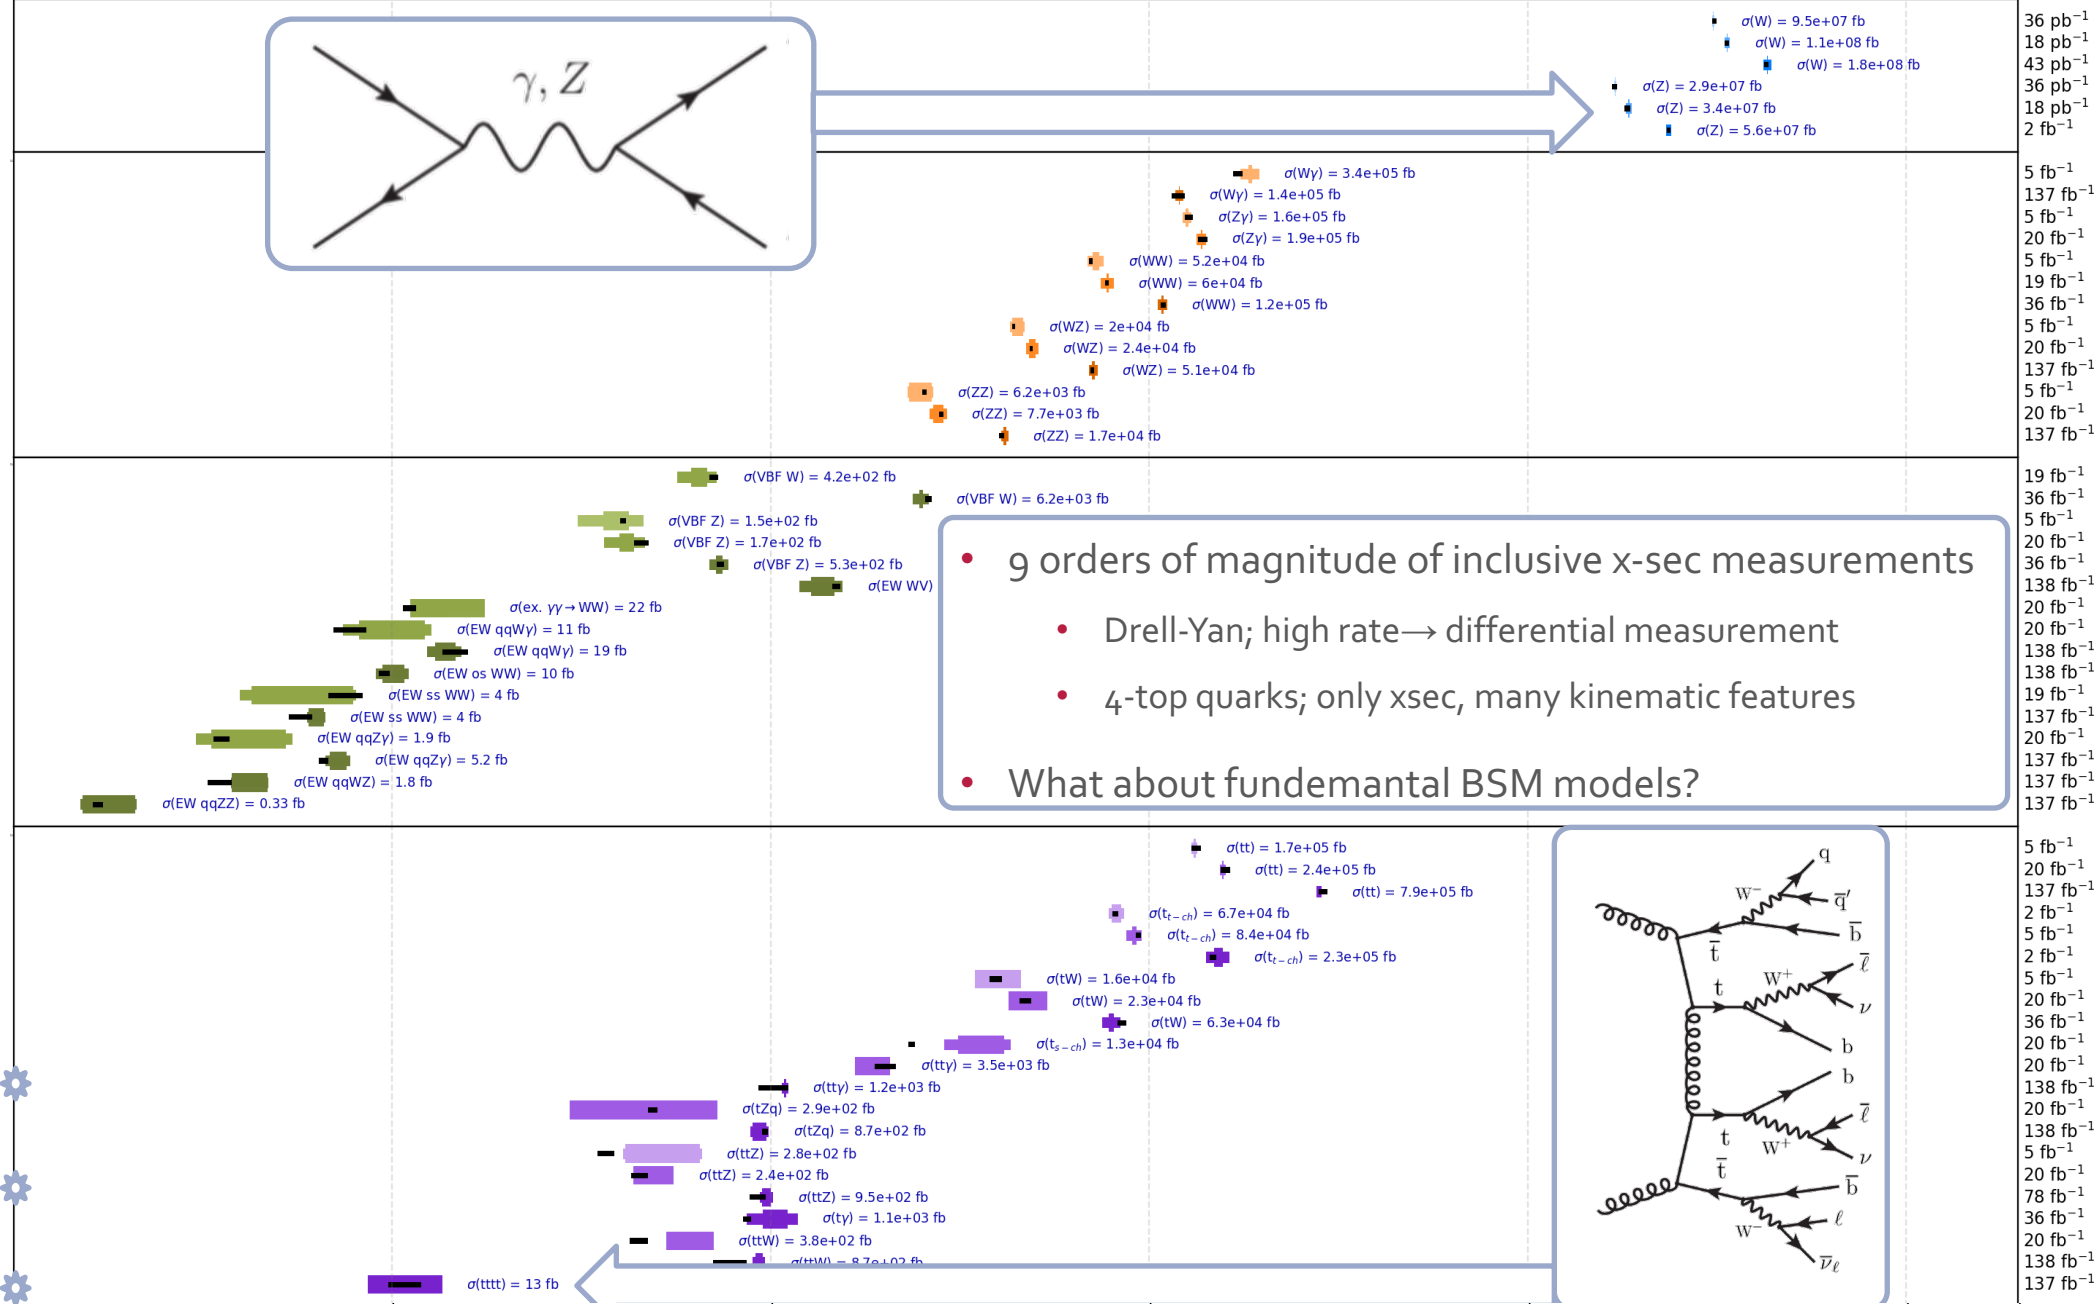 γ, Z
σ(W) = 9.5e+07 fb 36 pb⁻¹
σ(W) = 1.1e+08 fb 18 pb⁻¹
σ(W) = 1.8e+08 fb 43 pb⁻¹
σ(Z) = 2.9e+07 fb 36 pb⁻¹
σ(Z) = 3.4e+07 fb 18 pb⁻¹
σ(Z) = 5.6e+07 fb 2 fb⁻¹
σ(Wγ) = 3.4e+05 fb 5 fb⁻¹
σ(Wγ) = 1.4e+05 fb 137 fb⁻¹
σ(Zγ) = 1.6e+05 fb 5 fb⁻¹
σ(Zγ) = 1.9e+05 fb 20 fb⁻¹
σ(WW) = 5.2e+04 fb 5 fb⁻¹
σ(WW) = 6e+04 fb 19 fb⁻¹
σ(WW) = 1.2e+05 fb 36 fb⁻¹
σ(WZ) = 2e+04 fb 5 fb⁻¹
σ(WZ) = 2.4e+04 fb 20 fb⁻¹
σ(WZ) = 5.1e+04 fb 137 fb⁻¹
σ(ZZ) = 6.2e+03 fb 5 fb⁻¹
σ(ZZ) = 7.7e+03 fb 20 fb⁻¹
σ(ZZ) = 1.7e+04 fb 137 fb⁻¹
σ(VBF W) = 4.2e+02 fb 19 fb⁻¹
σ(VBF W) = 6.2e+03 fb 36 fb⁻¹
σ(VBF Z) = 1.5e+02 fb 5 fb⁻¹
σ(VBF Z) = 1.7e+02 fb 20 fb⁻¹
σ(VBF Z) = 5.3e+02 fb 36 fb⁻¹
σ(EW WV) 138 fb⁻¹
σ(ex. γγ→WW) = 22 fb 20 fb⁻¹
σ(EW qqWγ) = 11 fb 20 fb⁻¹
σ(EW qqWγ) = 19 fb 138 fb⁻¹
σ(EW os WW) = 10 fb 138 fb⁻¹
σ(EW ss WW) = 4 fb 19 fb⁻¹
σ(EW ss WW) = 4 fb 137 fb⁻¹
σ(EW qqZγ) = 1.9 fb 20 fb⁻¹
σ(EW qqZγ) = 5.2 fb 137 fb⁻¹
σ(EW qqWZ) = 1.8 fb 137 fb⁻¹
σ(EW qqZZ) = 0.33 fb 137 fb⁻¹
• 9 orders of magnitude of inclusive x-sec measurements
• Drell-Yan; high rate→ differential measurement
• 4-top quarks; only xsec, many kinematic features
• What about fundemantal BSM models?
σ(tt) = 1.7e+05 fb 5 fb⁻¹
σ(tt) = 2.4e+05 fb 20 fb⁻¹
σ(tt) = 7.9e+05 fb 137 fb⁻¹
σ(tₜ₋ch) = 6.7e+04 fb 2 fb⁻¹
σ(tₜ₋ch) = 8.4e+04 fb 5 fb⁻¹
σ(tₜ₋ch) = 2.3e+05 fb 2 fb⁻¹
σ(tW) = 1.6e+04 fb 5 fb⁻¹
σ(tW) = 2.3e+04 fb 20 fb⁻¹
σ(tW) = 6.3e+04 fb 36 fb⁻¹
σ(tₛ₋ch) = 1.3e+04 fb 20 fb⁻¹
σ(ttγ) = 3.5e+03 fb 20 fb⁻¹
σ(ttγ) = 1.2e+03 fb 138 fb⁻¹
σ(tZq) = 2.9e+02 fb 20 fb⁻¹
σ(tZq) = 8.7e+02 fb 138 fb⁻¹
σ(ttZ) = 2.8e+02 fb 5 fb⁻¹
σ(ttZ) = 2.4e+02 fb 20 fb⁻¹
σ(ttZ) = 9.5e+02 fb 78 fb⁻¹
σ(tγ) = 1.1e+03 fb 36 fb⁻¹
σ(ttW) = 3.8e+02 fb 20 fb⁻¹
σ(ttW) = 8.7e+02 fb 138 fb⁻¹
σ(tttt) = 13 fb 137 fb⁻¹
q
W⁻
q̄′
t̄
b̄
ℓ̄
W⁺
t
ν
b
b
ℓ̄
t
W⁺
ν
t̄
b̄
W⁻
ℓ
ν̄ℓ